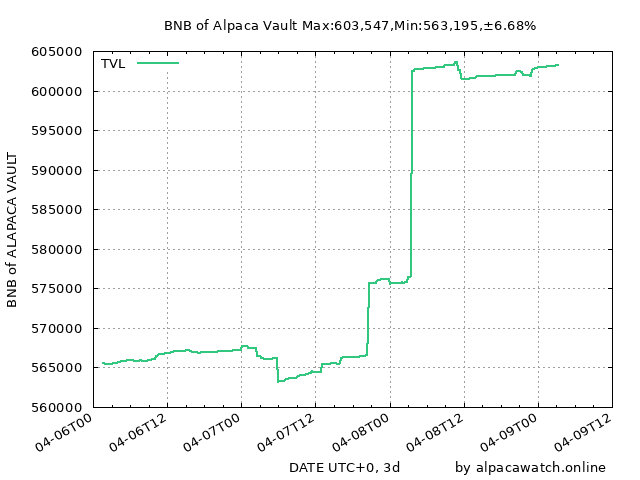 BNB of Alpaca Vault Max:603,547,Min:563,195,±6.68%
TVL
BNB of ALAPACA VAULT
605000
600000
595000
590000
585000
580000
575000
570000
565000
560000
04-06T00
04-06T12
04-07T00
04-07T12
04-08T00
04-08T12
04-09T00
04-09T12
DATE UTC+0, 3d
by alpacawatch.online